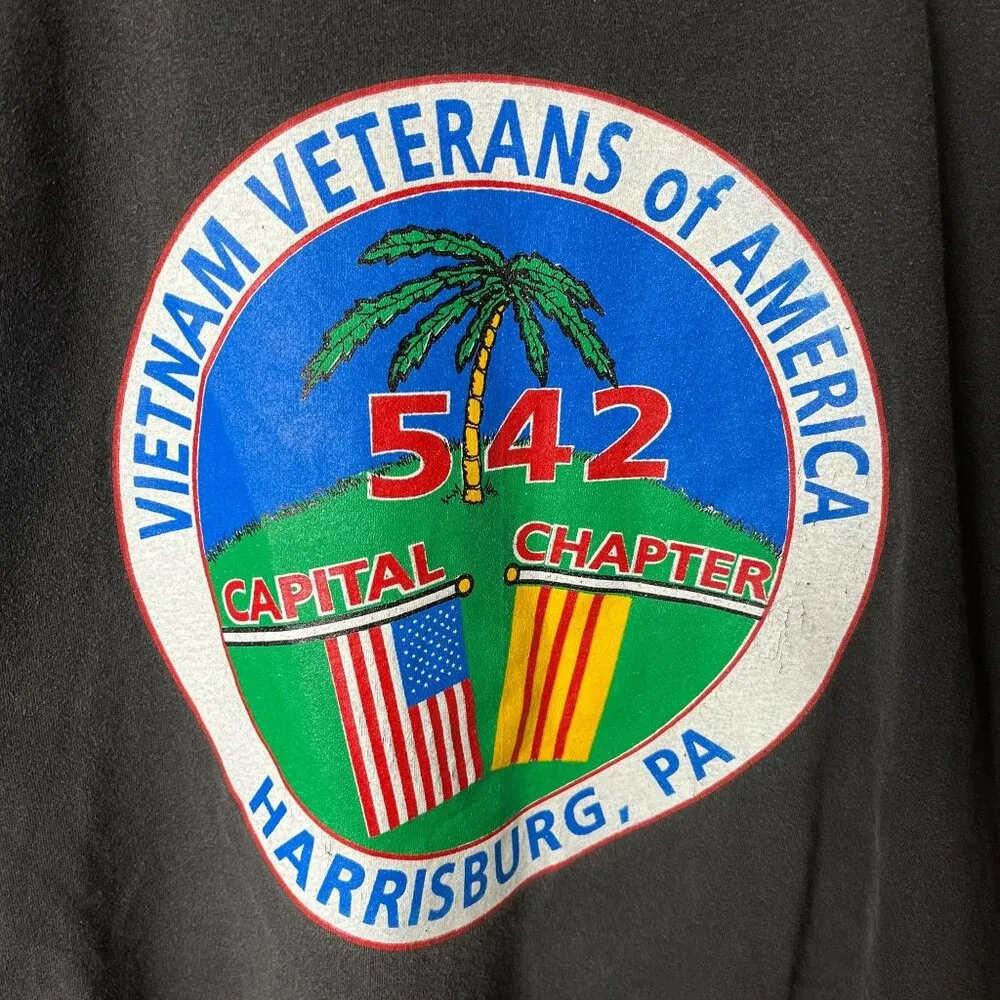 VIETNAM VETERANS of AMERICA
542
CAPITAL CHAPTER
HARRISBURG, PA